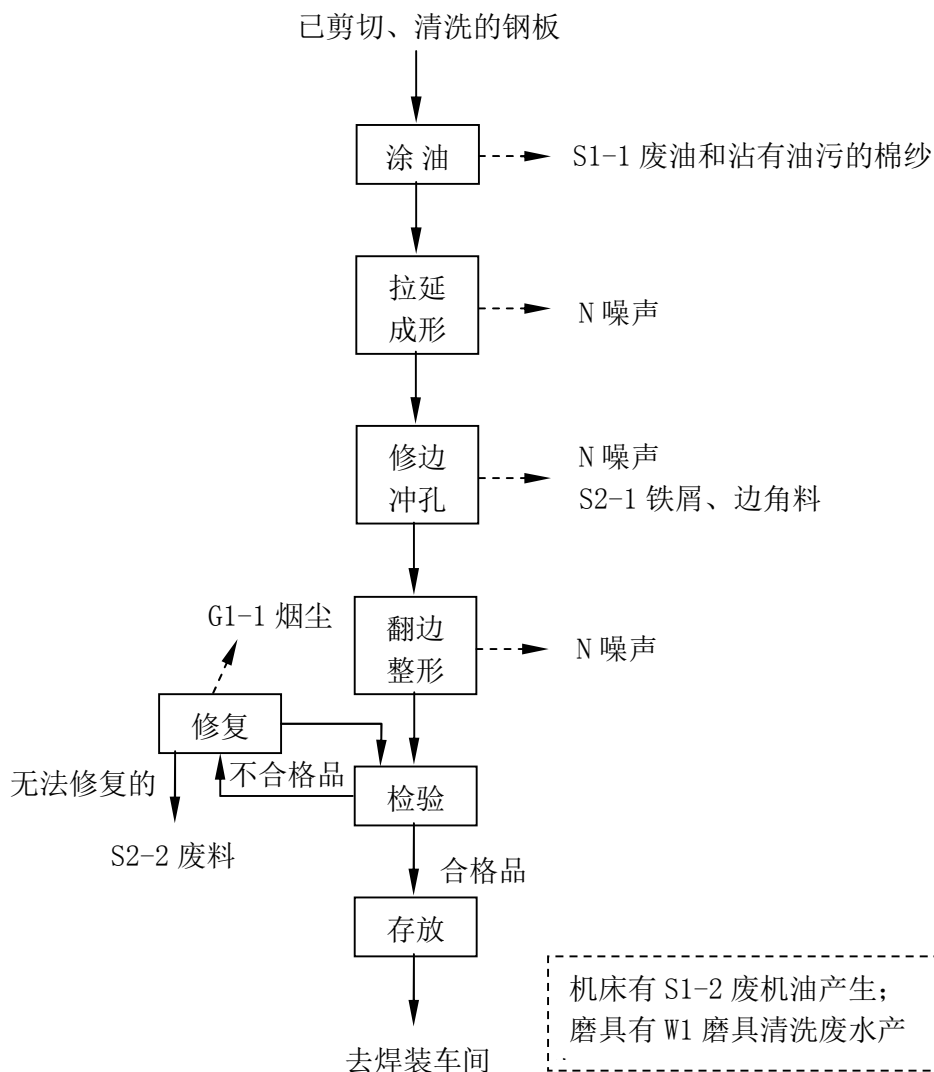 已剪切、清洗的钢板
涂 油
S1-1 废油和沾有油污的棉纱
拉延
成形
N 噪声
修边
冲孔
N 噪声
S2-1 铁屑、边角料
G1-1 烟尘
翻边
整形
N 噪声
修复
无法修复的
不合格品
检验
S2-2 废料
合格品
存放
机床有 S1-2 废机油产生；
磨具有 W1 磨具清洗废水产
去焊装车间